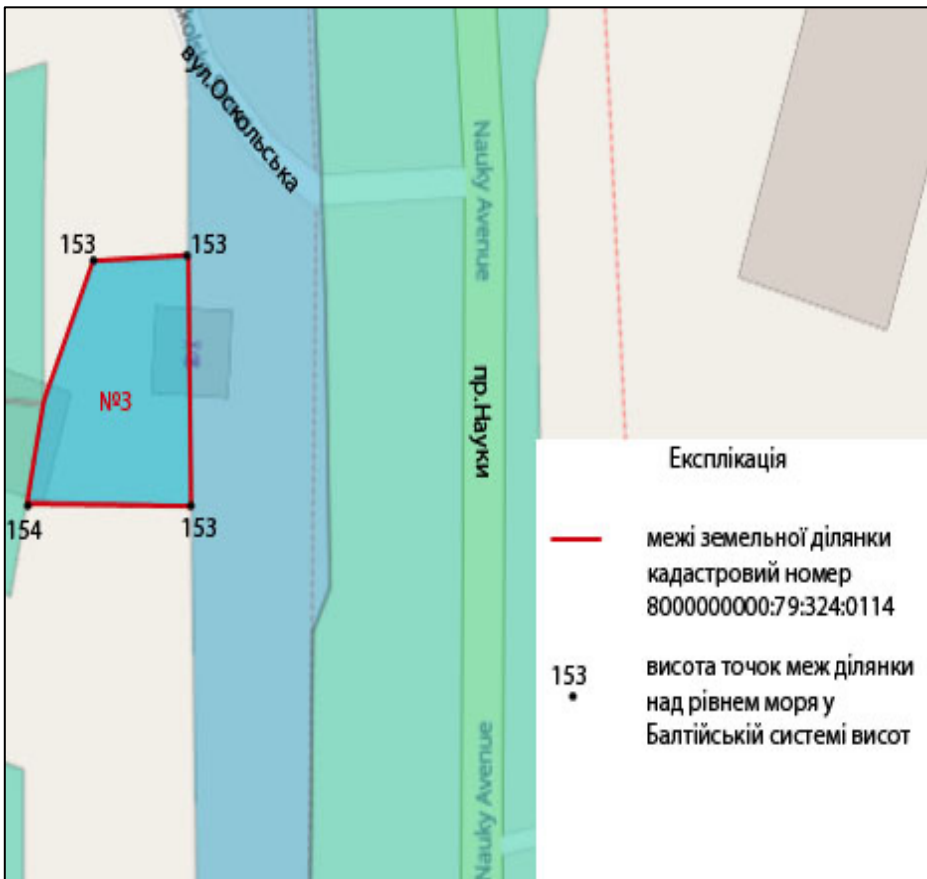 вул.Оскольська
Nauky Avenue
153
153
пр.Науки
№3
154
153
Експлікація
межі земельної ділянки
кадастровий номер
8000000000:79:324:0114
153
висота точок меж ділянки
над рівнем моря у
Балтійській системі висот
Nauky Avenue